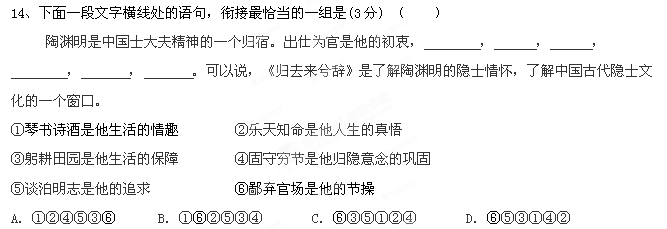 14、下面一段文字横线处的语句，衔接最恰当的一组是(3分) （　　）
陶渊明是中国士大夫精神的一个归宿。出仕为官是他的初衷，________，______，______，
________，_______，_______。可以说，《归去来兮辞》是了解陶渊明的隐士情怀，了解中国古代隐士文
化的一个窗口。
①琴书诗酒是他生活的情趣　　②乐天知命是他人生的真悟
③躬耕田园是他生活的保障　　④固守穷节是他归隐意念的巩固
⑤谈泊明志是他的追求　　⑥鄙弃官场是他的节操
A. ①②④⑤③⑥　　B. ①⑥②⑤③④　　C. ⑥③⑤①②④　　D. ⑥⑤③①④②